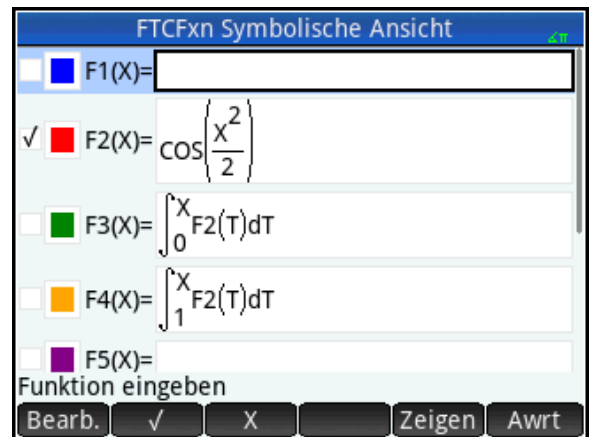 FTCFxn Symbolische Ansicht
∡π
F1(X)=
√ F2(X)= COS(X²/2)
F3(X)= ∫₀ˣ F2(T)dT
F4(X)= ∫₁ˣ F2(T)dT
F5(X)=
Funktion eingeben
Bearb. √ X Zeigen Awrt